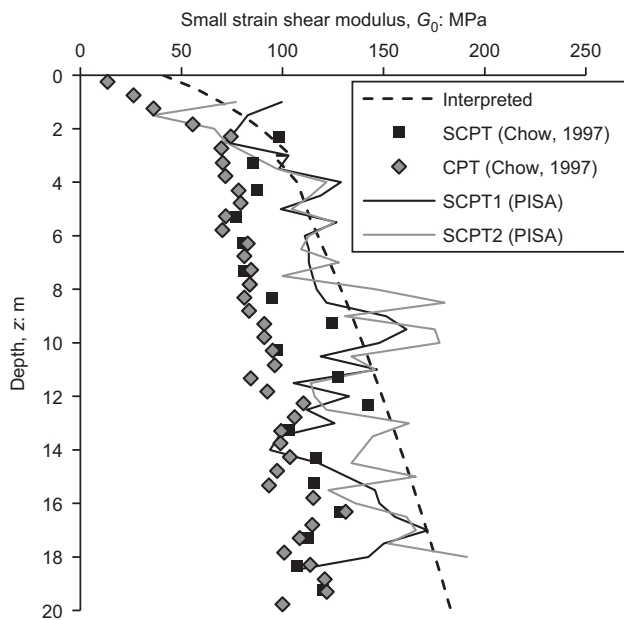 Small strain shear modulus, G0: MPa
0 50 100 150 200 250
0
2
4
6
8
10
12
14
16
18
20
Depth, z: m
Interpreted
SCPT (Chow, 1997)
CPT (Chow, 1997)
SCPT1 (PISA)
SCPT2 (PISA)